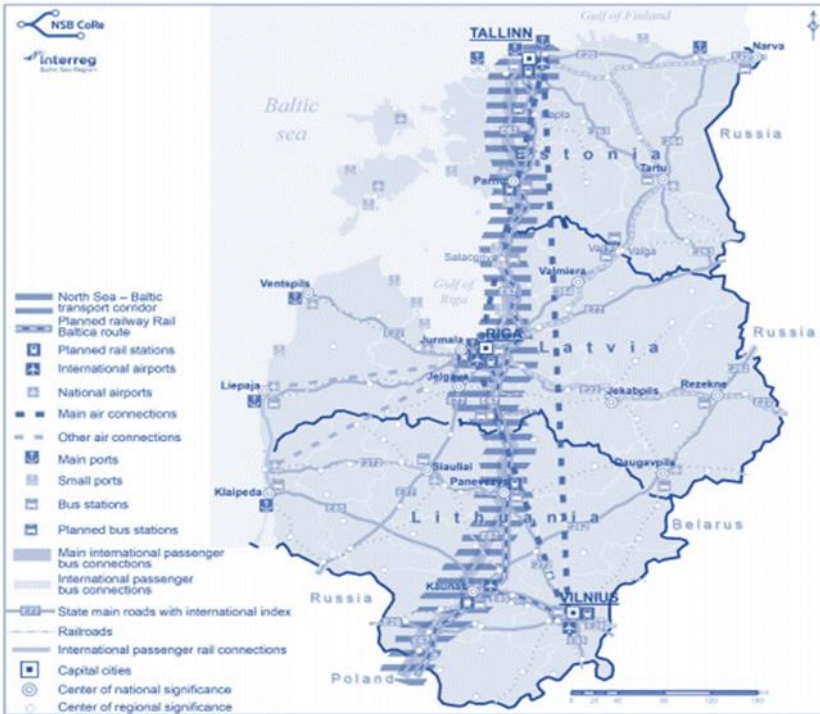 NSB CoRe
interreg
Baltic Sea Region
Gulf of Finland
TALLINN
Narva
Baltic
sea
Russia
Estonia
Tartu
Parnu
Salacgr
Valka
Valga
Valmiera
Gulf of
Riga
Ventspils
Jurmala
RIGA
Latvia
Russia
Jelgava
Liepaja
Jekabpils
Rezekne
Siauliai
Daugavpils
Panevezys
Klaipeda
Lithuania
Belarus
Russia
Kaunas
VILNIUS
Poland
North Sea – Baltic
transport corridor
Planned railway Rail
Baltica route
Planned rail stations
International airports
National airports
Main air connections
Other air connections
Main ports
Small ports
Bus stations
Planned bus stations
Main international passenger
bus connections
International passenger
bus connections
State main roads with international index
Railroads
International passenger rail connections
Capital cities
Center of national significance
Center of regional significance